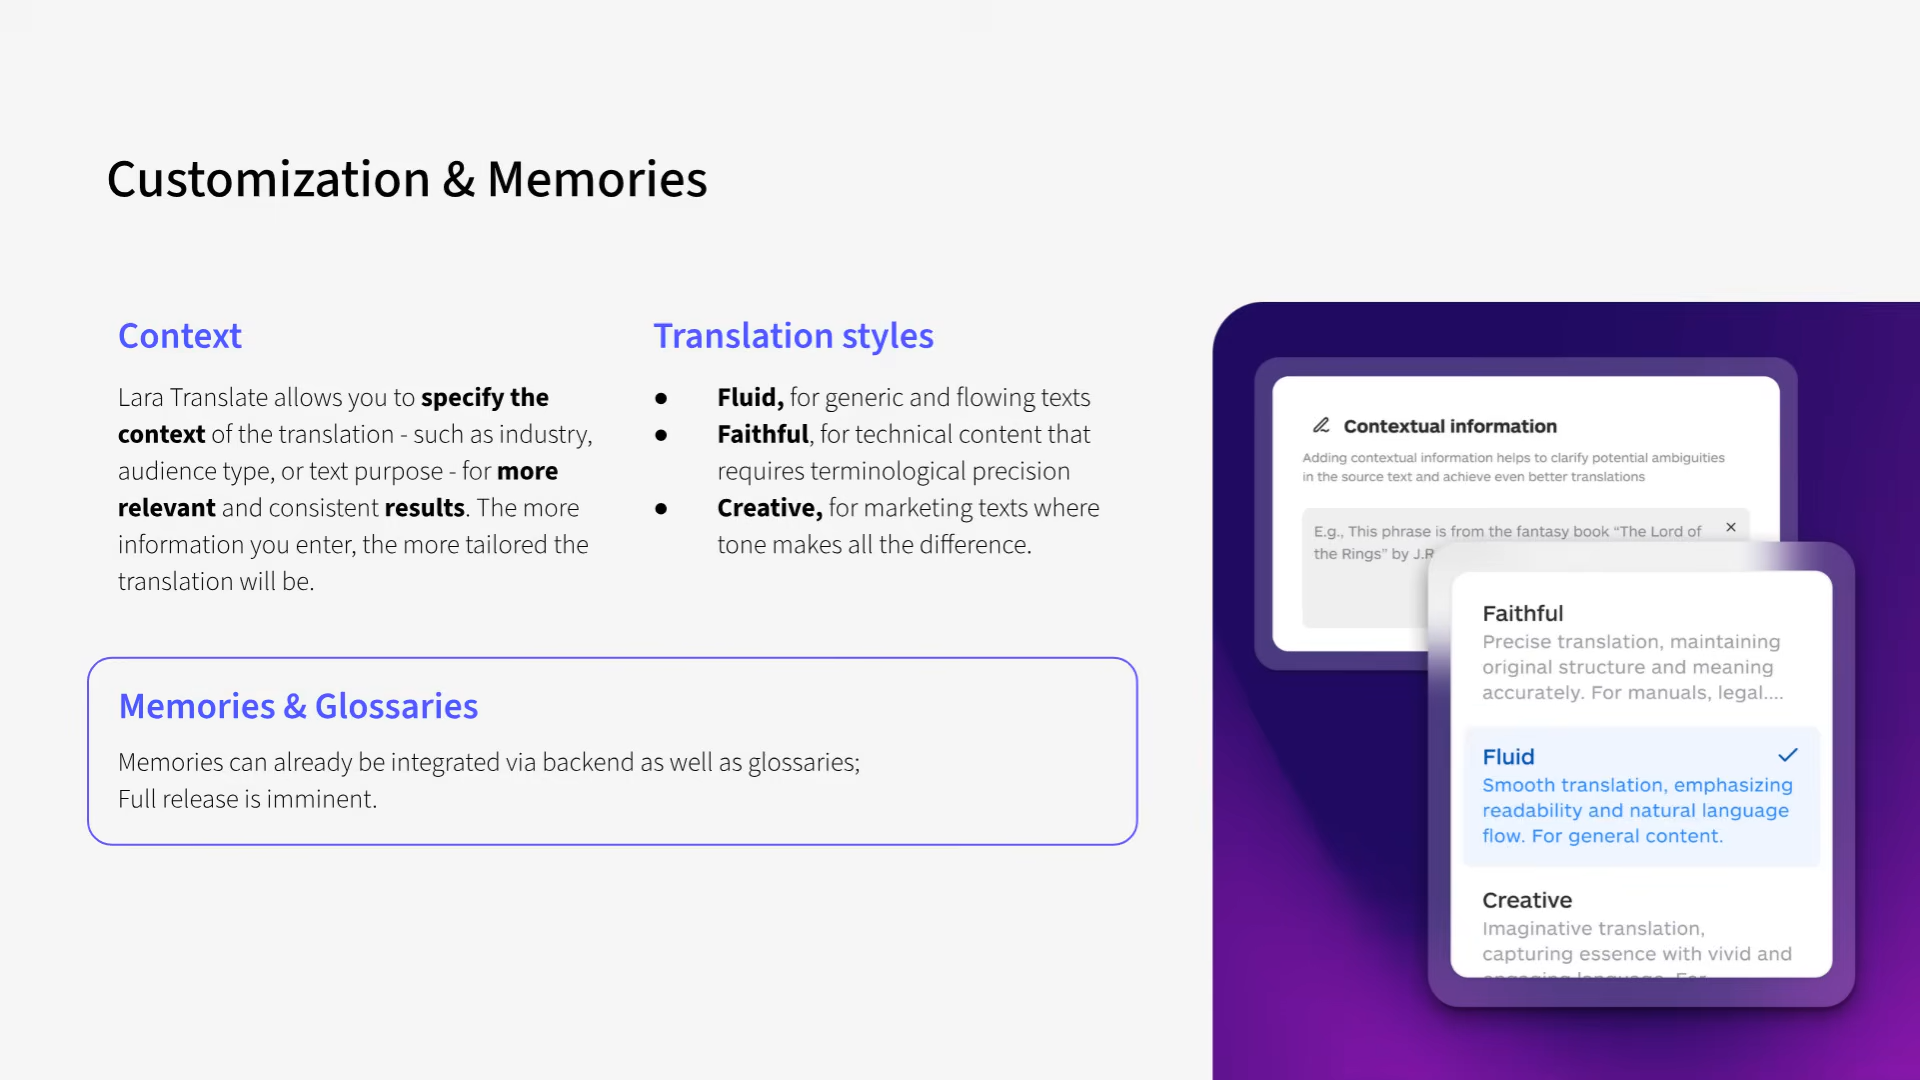 Customization & Memories
Context
Lara Translate allows you to specify the
context of the translation - such as industry,
audience type, or text purpose - for more
relevant and consistent results. The more
information you enter, the more tailored the
translation will be.
Translation styles
● Fluid, for generic and flowing texts
● Faithful, for technical content that
requires terminological precision
● Creative, for marketing texts where
tone makes all the difference.
Memories & Glossaries
Memories can already be integrated via backend as well as glossaries;
Full release is imminent.
Contextual information
Adding contextual information helps to clarify potential ambiguities
in the source text and achieve even better translations
E.g., This phrase is from the fantasy book “The Lord of
the Rings” by J.R
Faithful
Precise translation, maintaining
original structure and meaning
accurately. For manuals, legal....
Fluid
Smooth translation, emphasizing
readability and natural language
flow. For general content.
Creative
Imaginative translation,
capturing essence with vivid and
engaging language. For